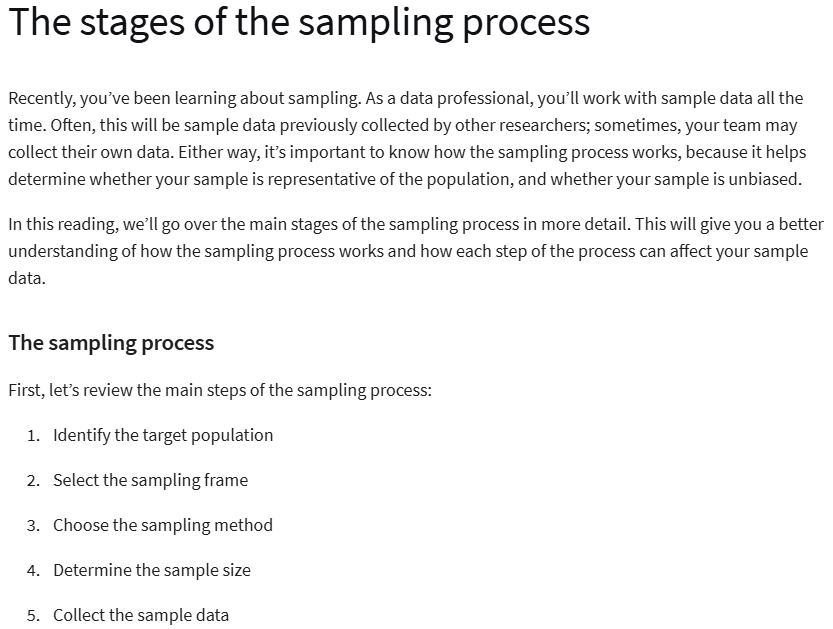 The stages of the sampling process
Recently, you’ve been learning about sampling. As a data professional, you’ll work with sample data all the
time. Often, this will be sample data previously collected by other researchers; sometimes, your team may
collect their own data. Either way, it’s important to know how the sampling process works, because it helps
determine whether your sample is representative of the population, and whether your sample is unbiased.
In this reading, we’ll go over the main stages of the sampling process in more detail. This will give you a better
understanding of how the sampling process works and how each step of the process can affect your sample
data.
The sampling process
First, let’s review the main steps of the sampling process:
1. Identify the target population
2. Select the sampling frame
3. Choose the sampling method
4. Determine the sample size
5. Collect the sample data